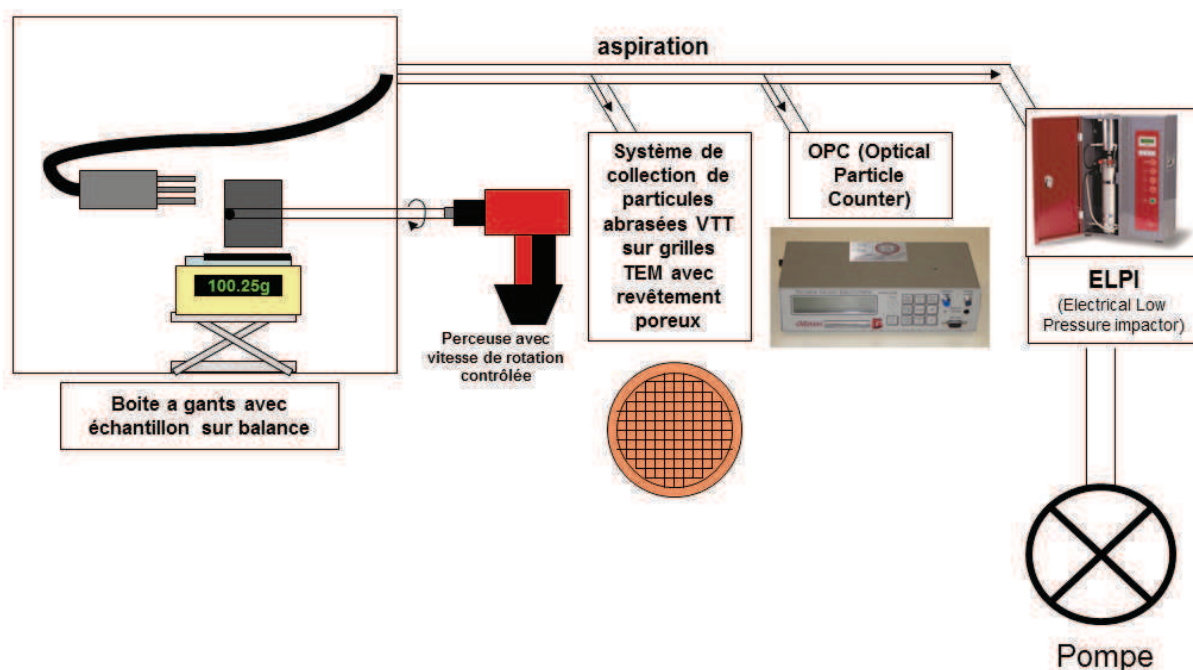 aspiration
100.25g
Perceuse avec
vitesse de rotation
contrôlée
Boite a gants avec
échantillon sur balance
Système de
collection de
particules
abrasées VTT
sur grilles
TEM avec
revêtement
poreux
OPC (Optical
Particle
Counter)
ELPI
(Electrical Low
Pressure impactor)
Pompe